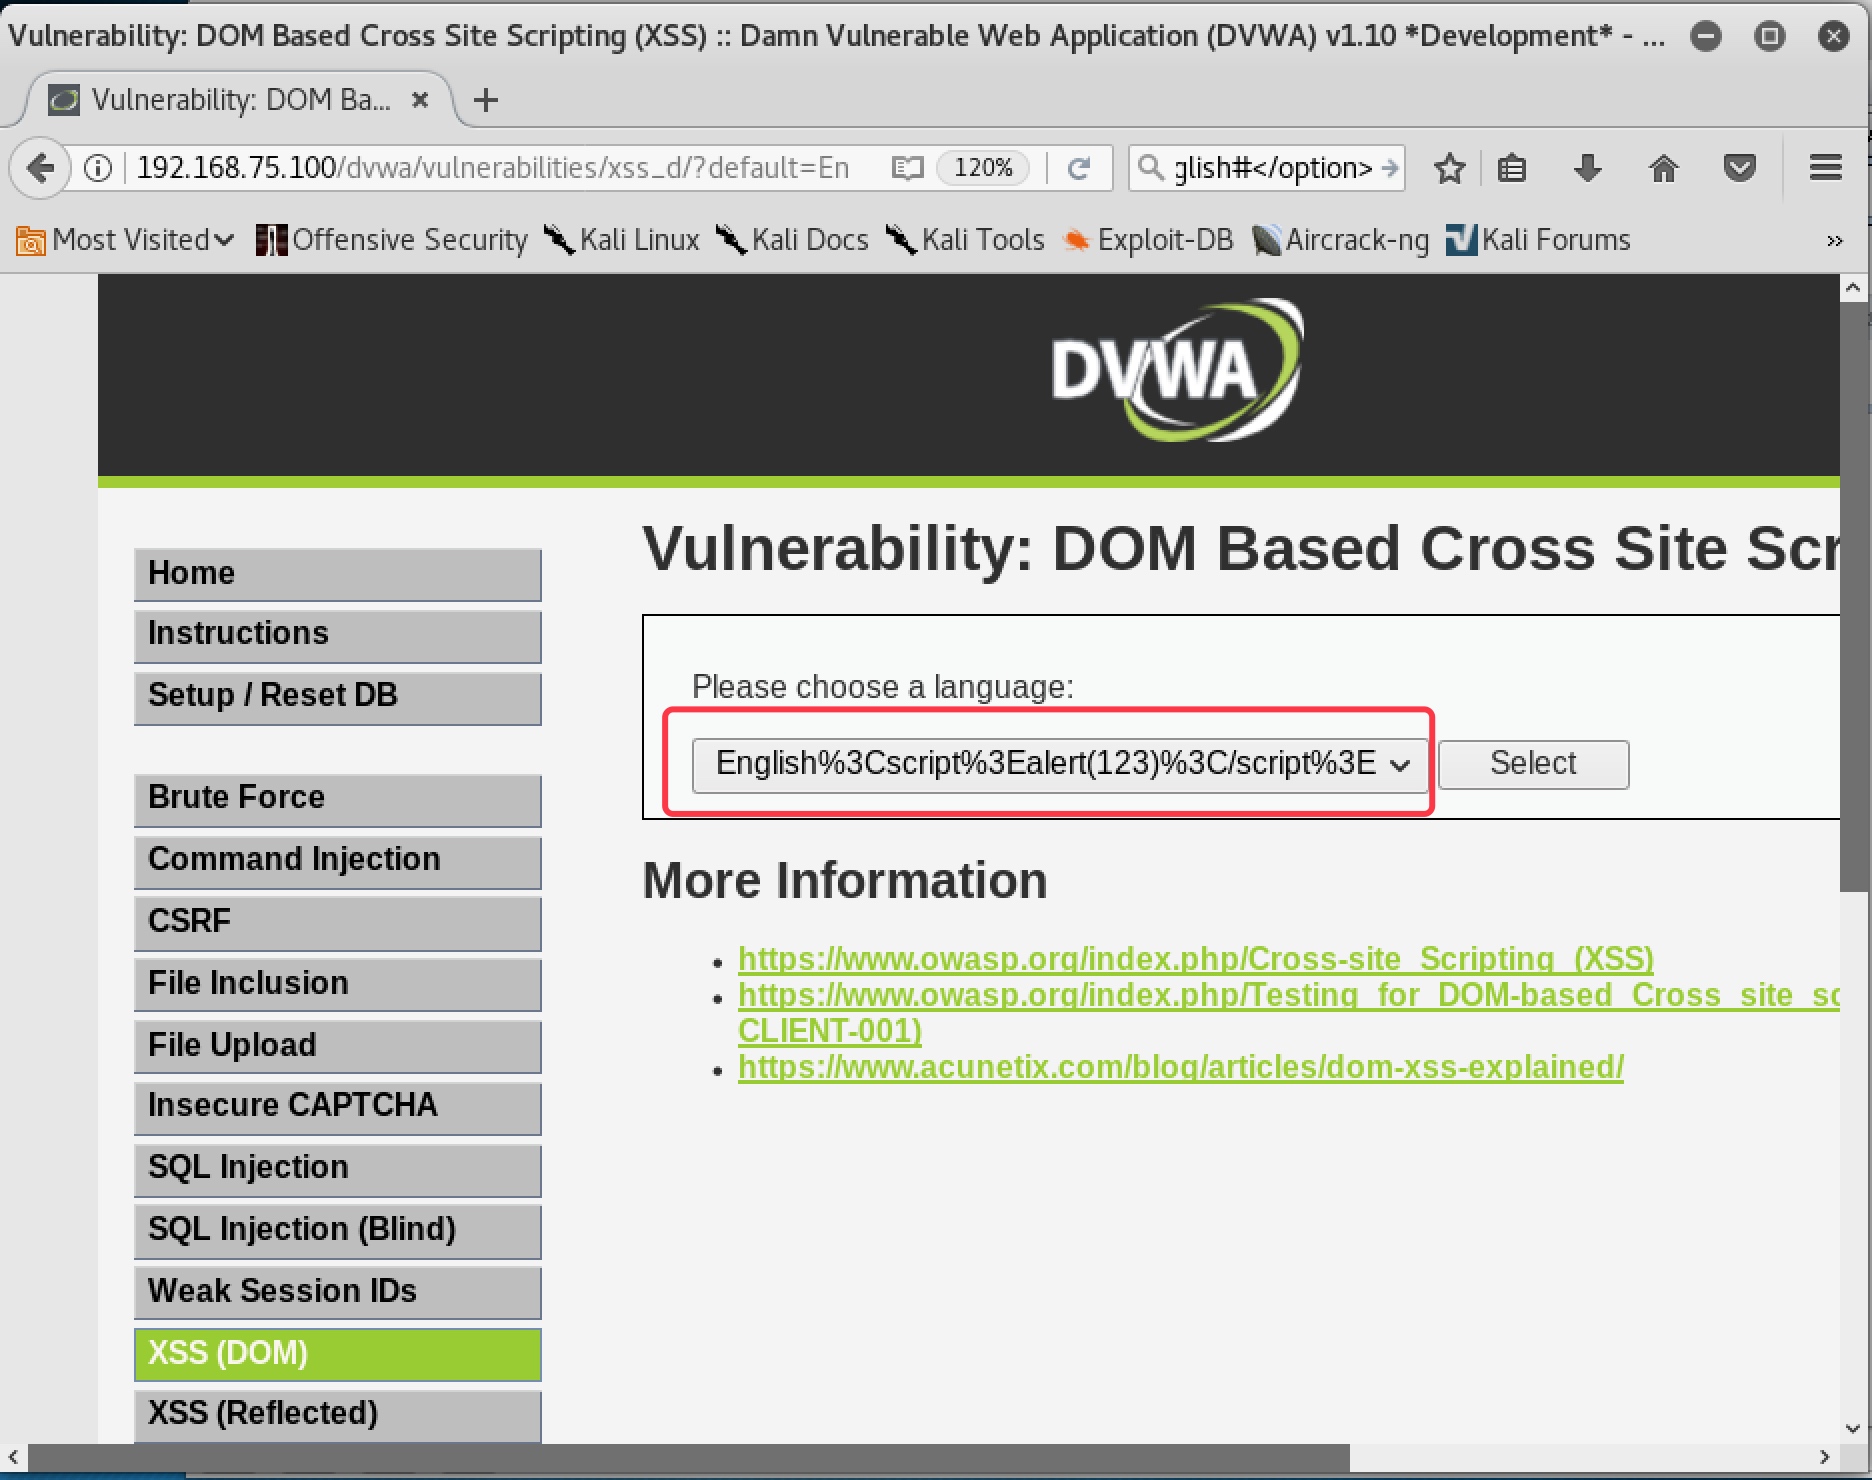 Vulnerability: DOM Based Cross Site Scripting (XSS) :: Damn Vulnerable Web Application (DVWA) v1.10 *Development* - ...
Vulnerability: DOM Ba...
192.168.75.100/dvwa/vulnerabilities/xss_d/?default=En 120% glish#</option>
Most Visited Offensive Security Kali Linux Kali Docs Kali Tools Exploit-DB Aircrack-ng Kali Forums »
DVWA
Vulnerability: DOM Based Cross Site Scr
Home
Instructions
Setup / Reset DB
Brute Force
Command Injection
CSRF
File Inclusion
File Upload
Insecure CAPTCHA
SQL Injection
SQL Injection (Blind)
Weak Session IDs
XSS (DOM)
XSS (Reflected)
Please choose a language:
English%3Cscript%3Ealert(123)%3C/script%3E Select
More Information
https://www.owasp.org/index.php/Cross-site_Scripting_(XSS)
https://www.owasp.org/index.php/Testing_for_DOM-based_Cross_site_sc
CLIENT-001)
https://www.acunetix.com/blog/articles/dom-xss-explained/